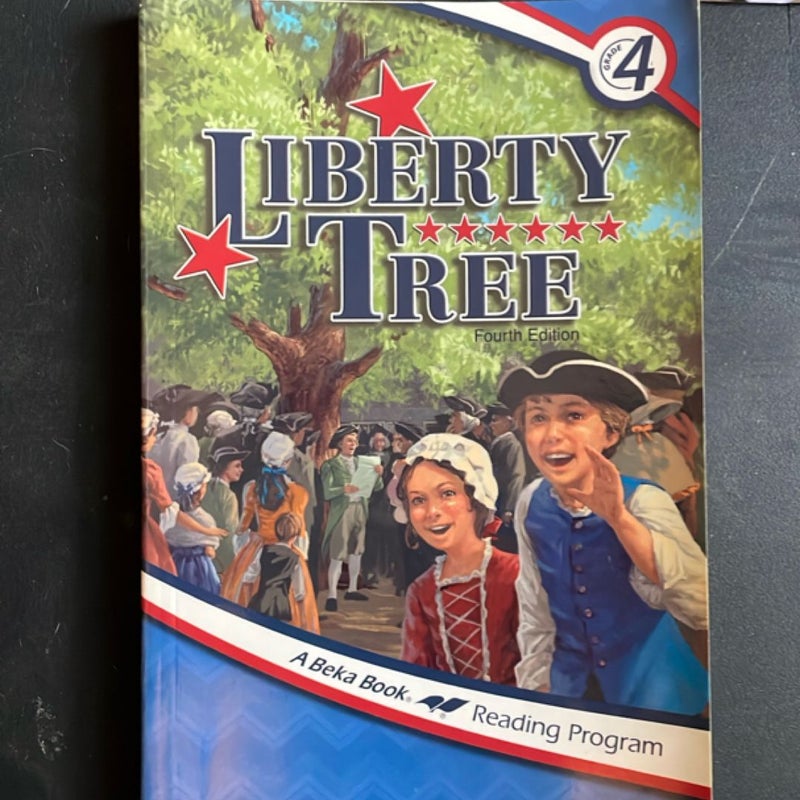 GRADE 4
LIBERTY
TREE
Fourth Edition
A Beka Book® Reading Program